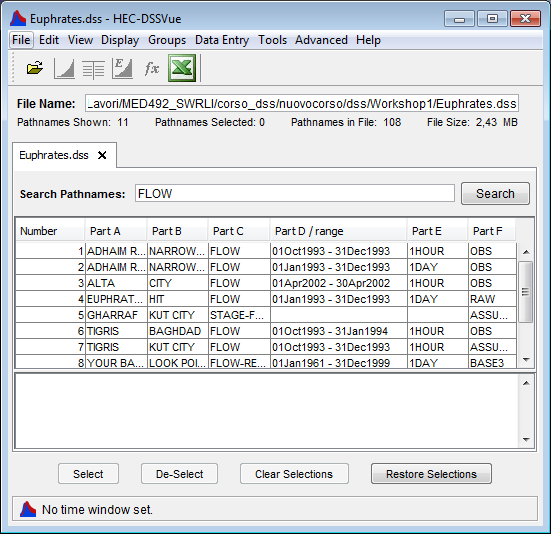 Euphrates.dss - HEC-DSSVue
File Edit View Display Groups Data Entry Tools Advanced Help
E fx X
File Name: Lavori/MED492_SWRLI/corso_dss/nuovocorso/dss/Workshop1/Euphrates.dss
Pathnames Shown: 11 Pathnames Selected: 0 Pathnames in File: 108 File Size: 2,43 MB
Euphrates.dss
Search Pathnames: FLOW Search
Number Part A Part B Part C Part D / range Part E Part F
1 ADHAIM R... NARROW... FLOW 01Oct1993 - 31Dec1993 1HOUR OBS
2 ADHAIM R... NARROW... FLOW 01Jan1993 - 31Dec1993 1DAY OBS
3 ALTA CITY FLOW 01Apr2002 - 30Apr2002 1HOUR OBS
4 EUPHRAT... HIT FLOW 01Jan1993 - 31Dec1993 1DAY RAW
5 GHARRAF KUT CITY STAGE-F... ASSU...
6 TIGRIS BAGHDAD FLOW 01Oct1993 - 31Jan1994 1HOUR OBS
7 TIGRIS KUT CITY FLOW 01Oct1993 - 31Dec1993 1HOUR ASSU...
8 YOUR BA... LOOK POI... FLOW-RE... 01Jan1961 - 31Dec1999 1DAY BASE3
Select De-Select Clear Selections Restore Selections
No time window set.